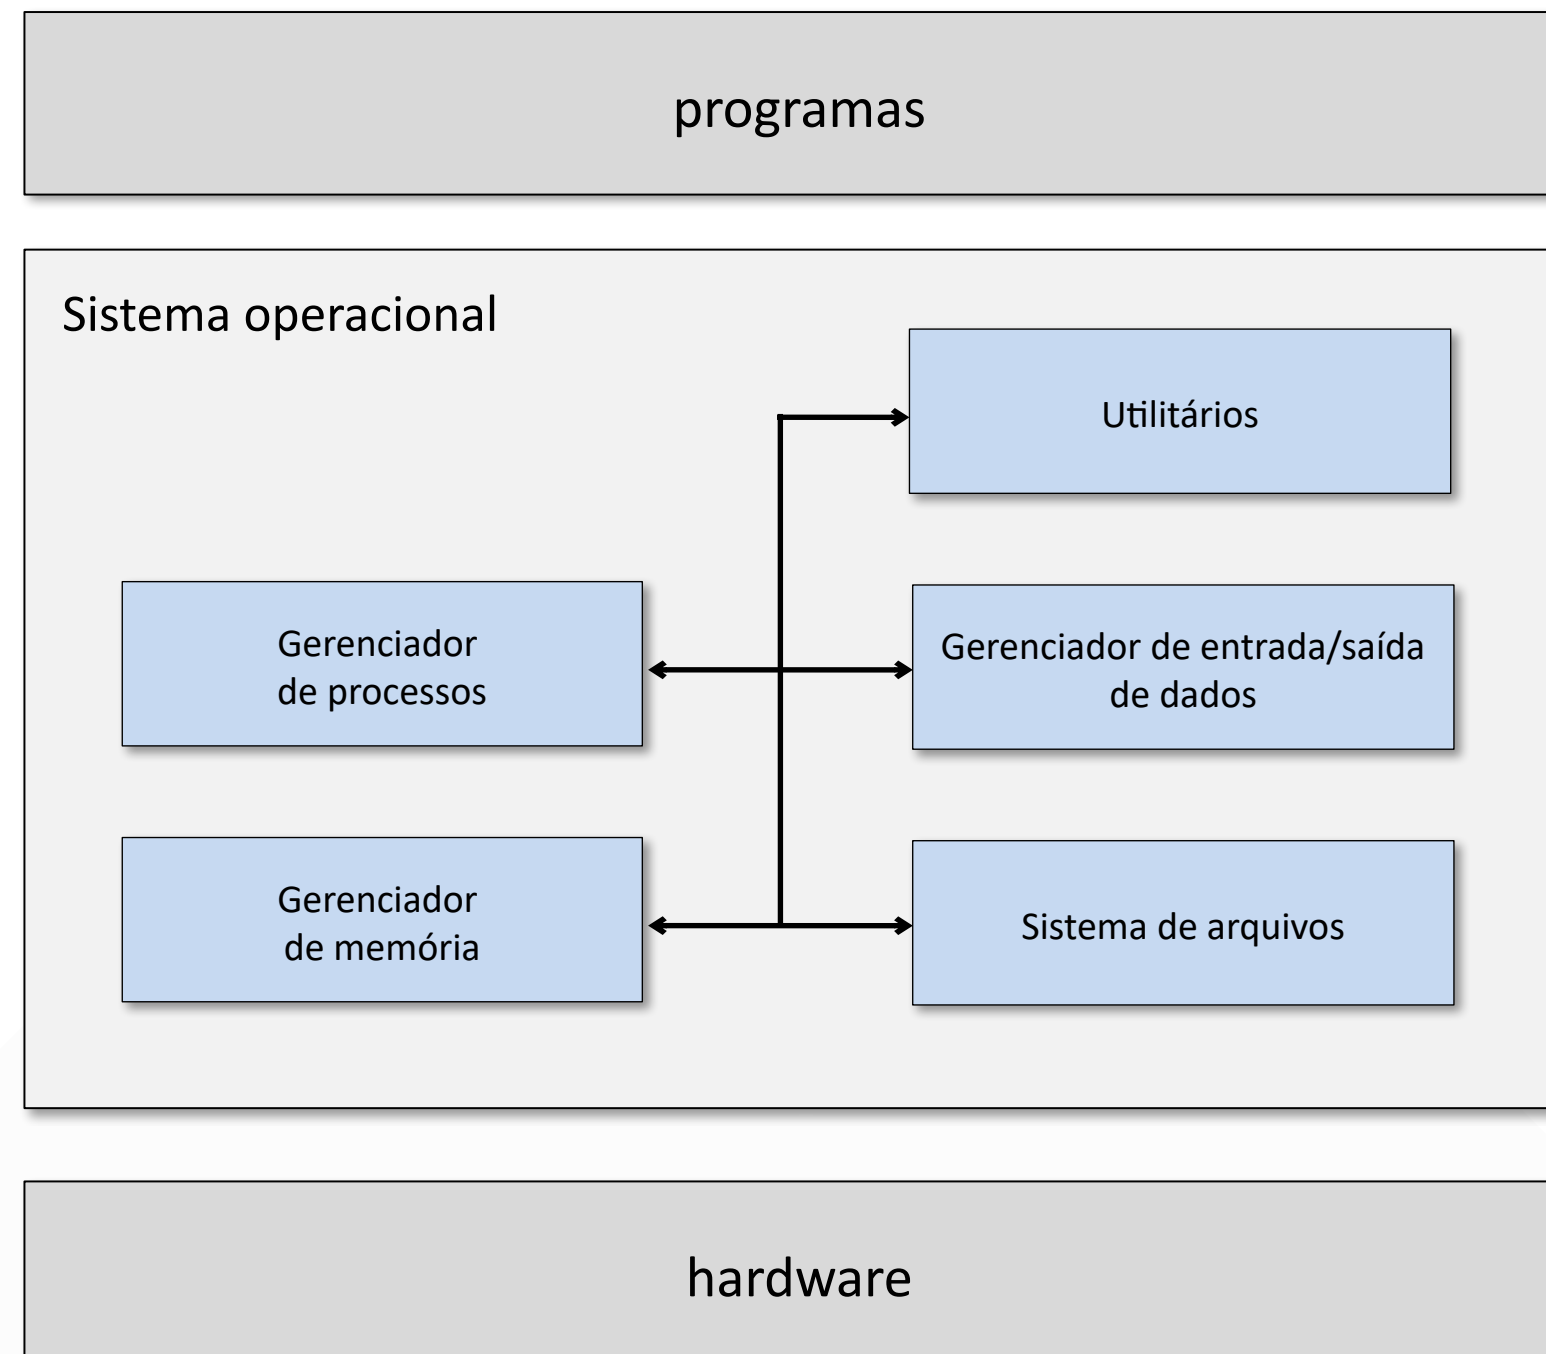 programas
Sistema operacional
Utilitários
Gerenciador
de processos
Gerenciador de entrada/saída
de dados
Gerenciador
de memória
Sistema de arquivos
hardware